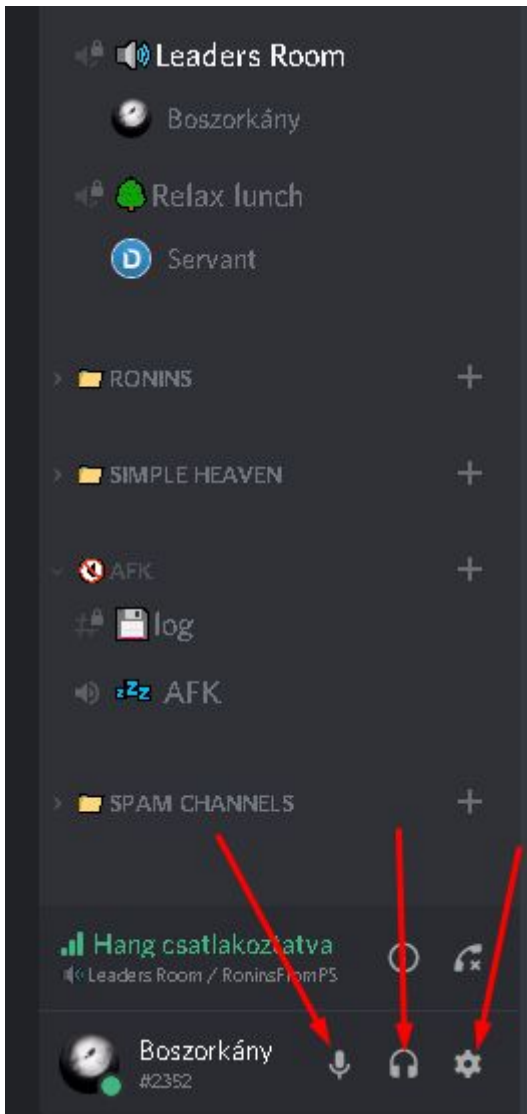 Leaders Room
Boszorkány
Relax lunch
D Servant
RONINS
SIMPLE HEAVEN
AFK
log
zzz AFK
SPAM CHANNELS
Hang csatlakoztatva
Leaders Room / RoninsFromPS
Boszorkány
#2352